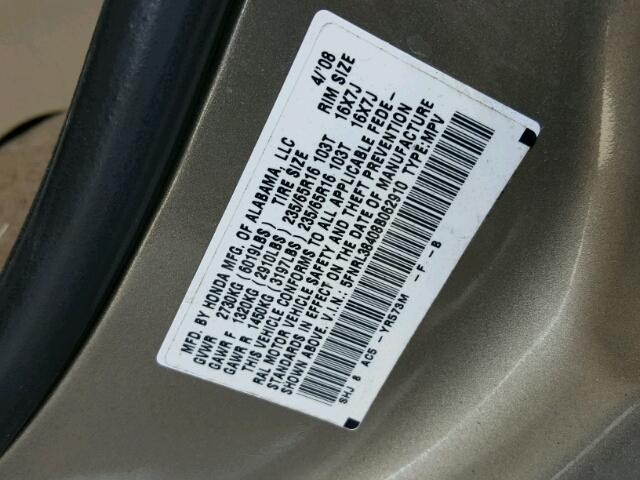 MFD. BY HONDA MFG. OF ALABAMA, LLC 4/'08
GVWR 2730KG (6019LBS) TIRE SIZE RIM SIZE
GAWR F 1320KG (2910LBS) 235/65R16 103T 16X7J
GAWR R 1450KG (3197LBS) 235/65R16 103T 16X7J
THIS VEHICLE CONFORMS TO ALL APPLICABLE FEDE-
RAL MOTOR VEHICLE SAFETY AND THEFT PREVENTION
STANDARDS IN EFFECT ON THE DATE OF MANUFACTURE
SHOWN ABOVE. V.I.N.: 5FNRL38408B062910 TYPE:MPV
SHJ 8 AC5 -YR573M -F -B